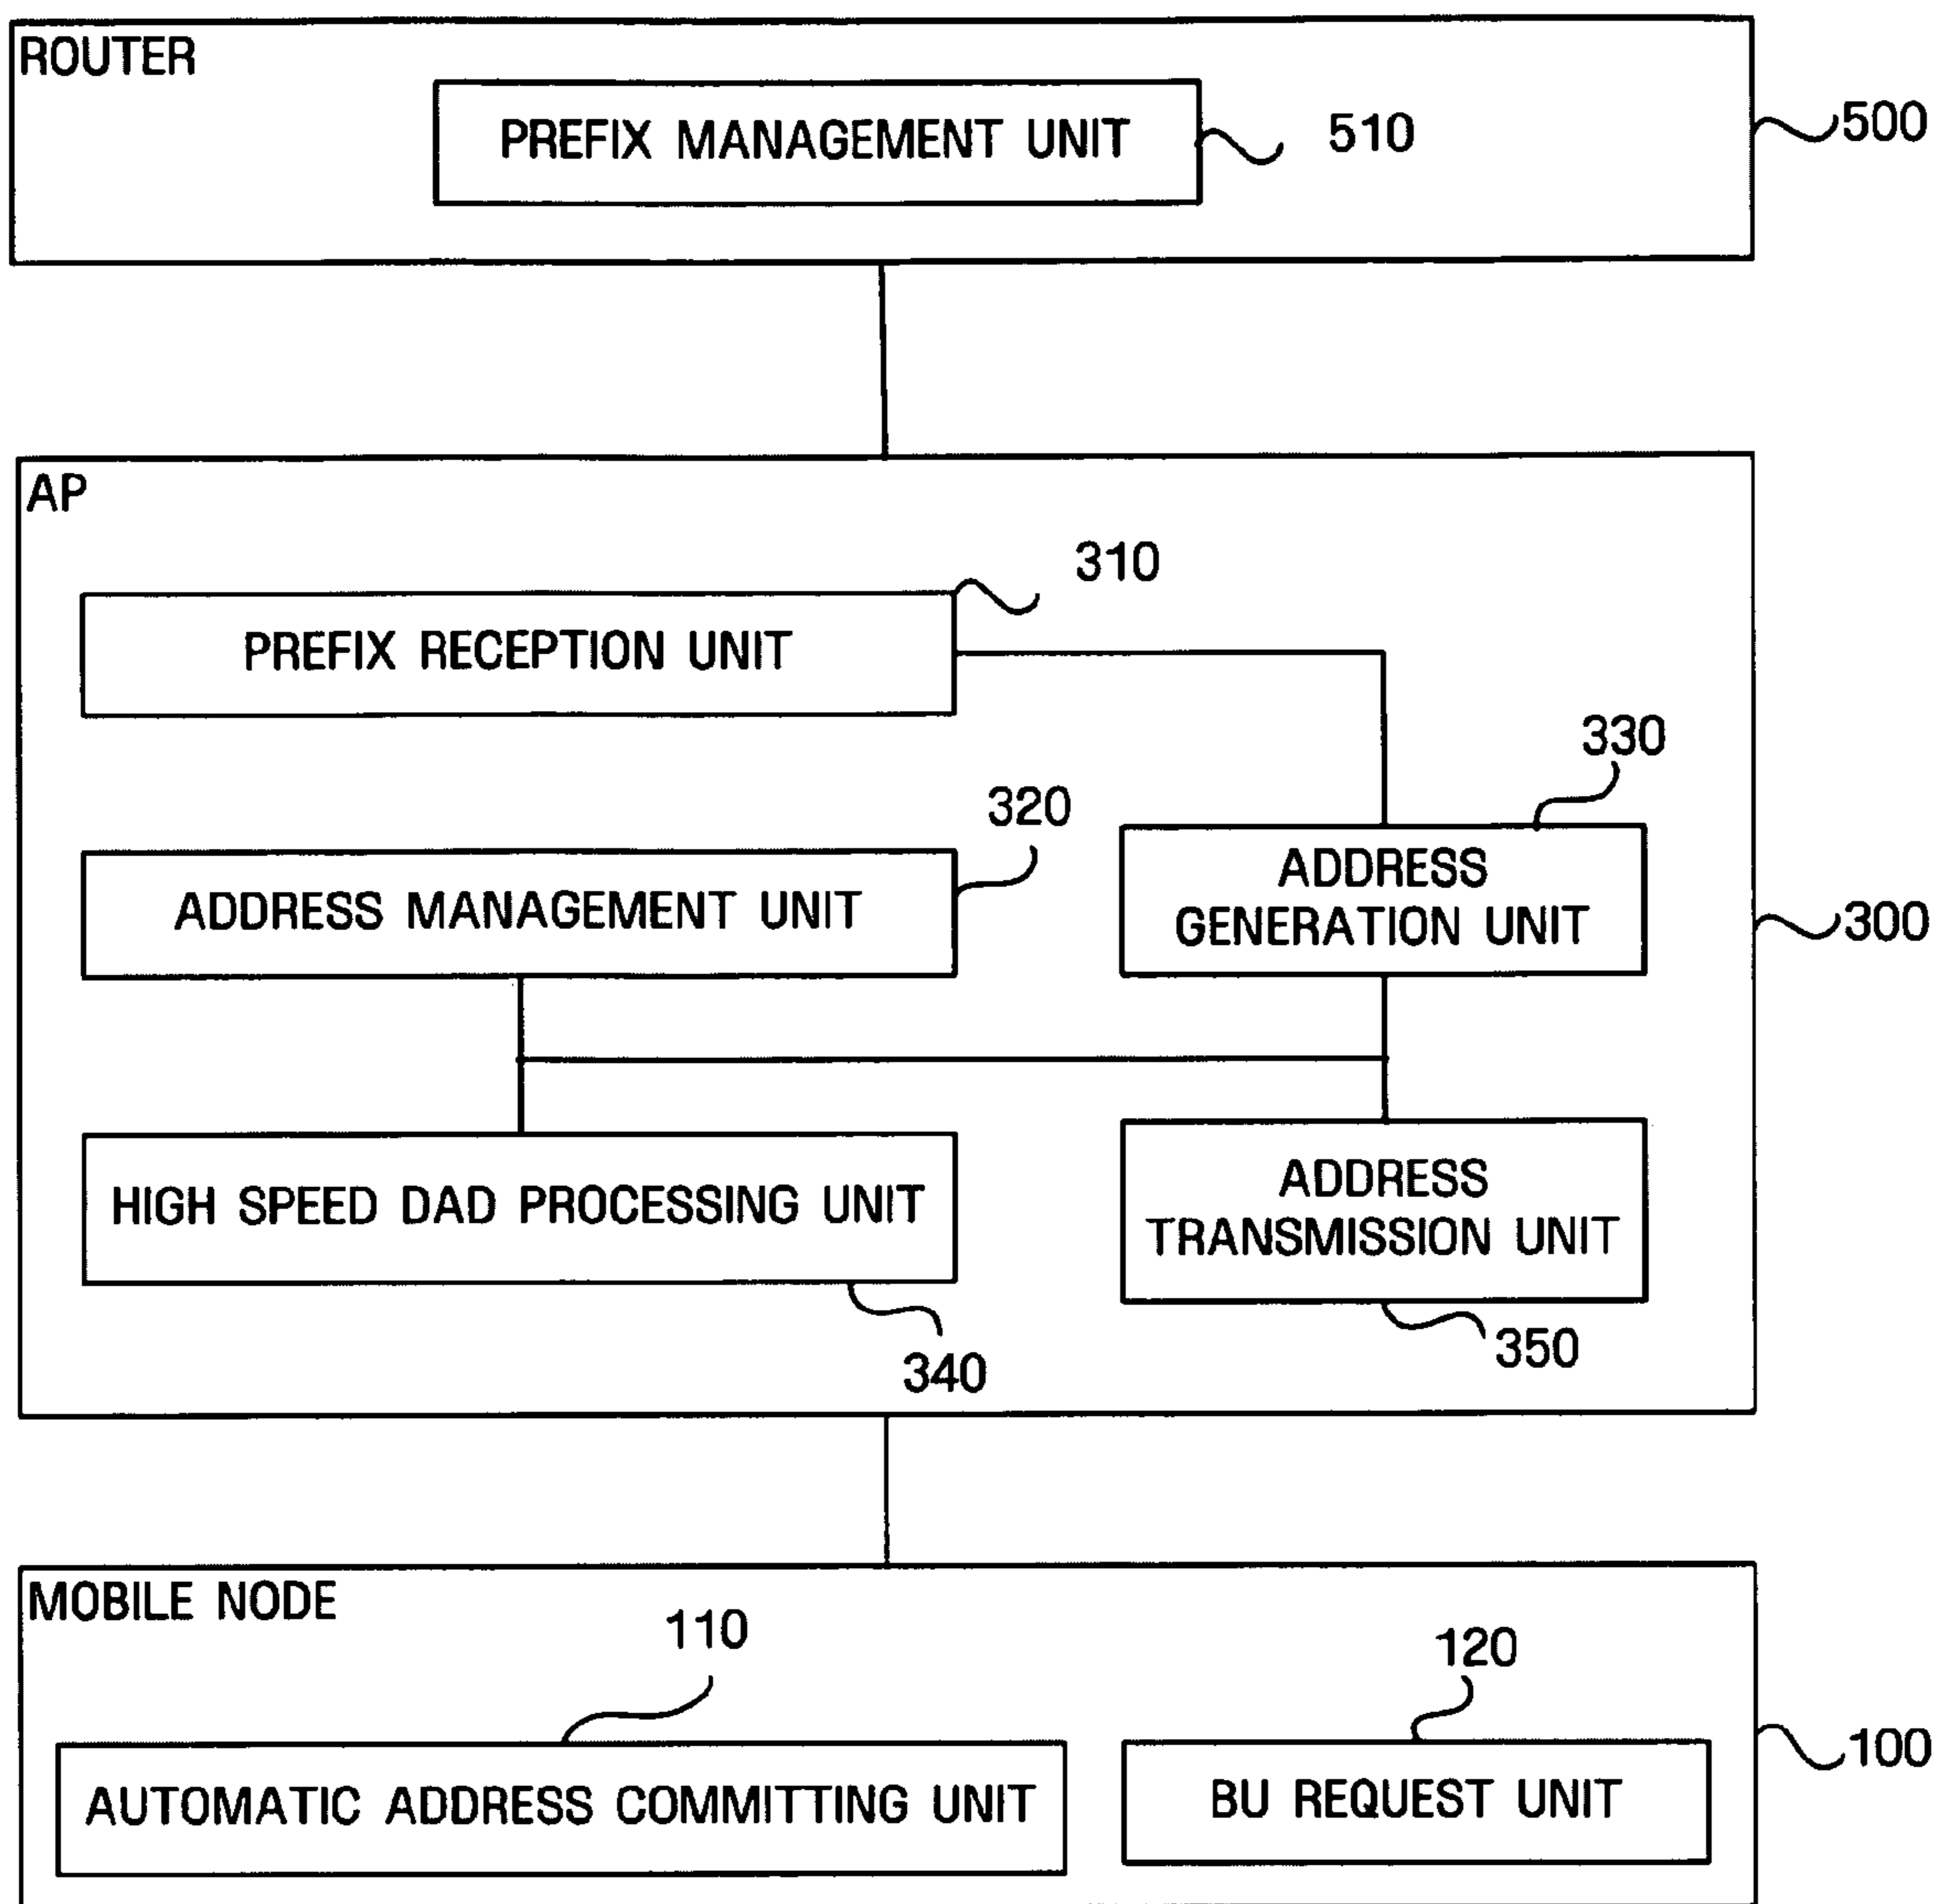 ROUTER
PREFIX MANAGEMENT UNIT
510
500
AP
310
PREFIX RECEPTION UNIT
330
320
ADDRESS MANAGEMENT UNIT
ADDRESS
GENERATION UNIT
300
HIGH SPEED DAD PROCESSING UNIT
ADDRESS
TRANSMISSION UNIT
340
350
MOBILE NODE
110
120
100
AUTOMATIC ADDRESS COMMITTING UNIT
BU REQUEST UNIT